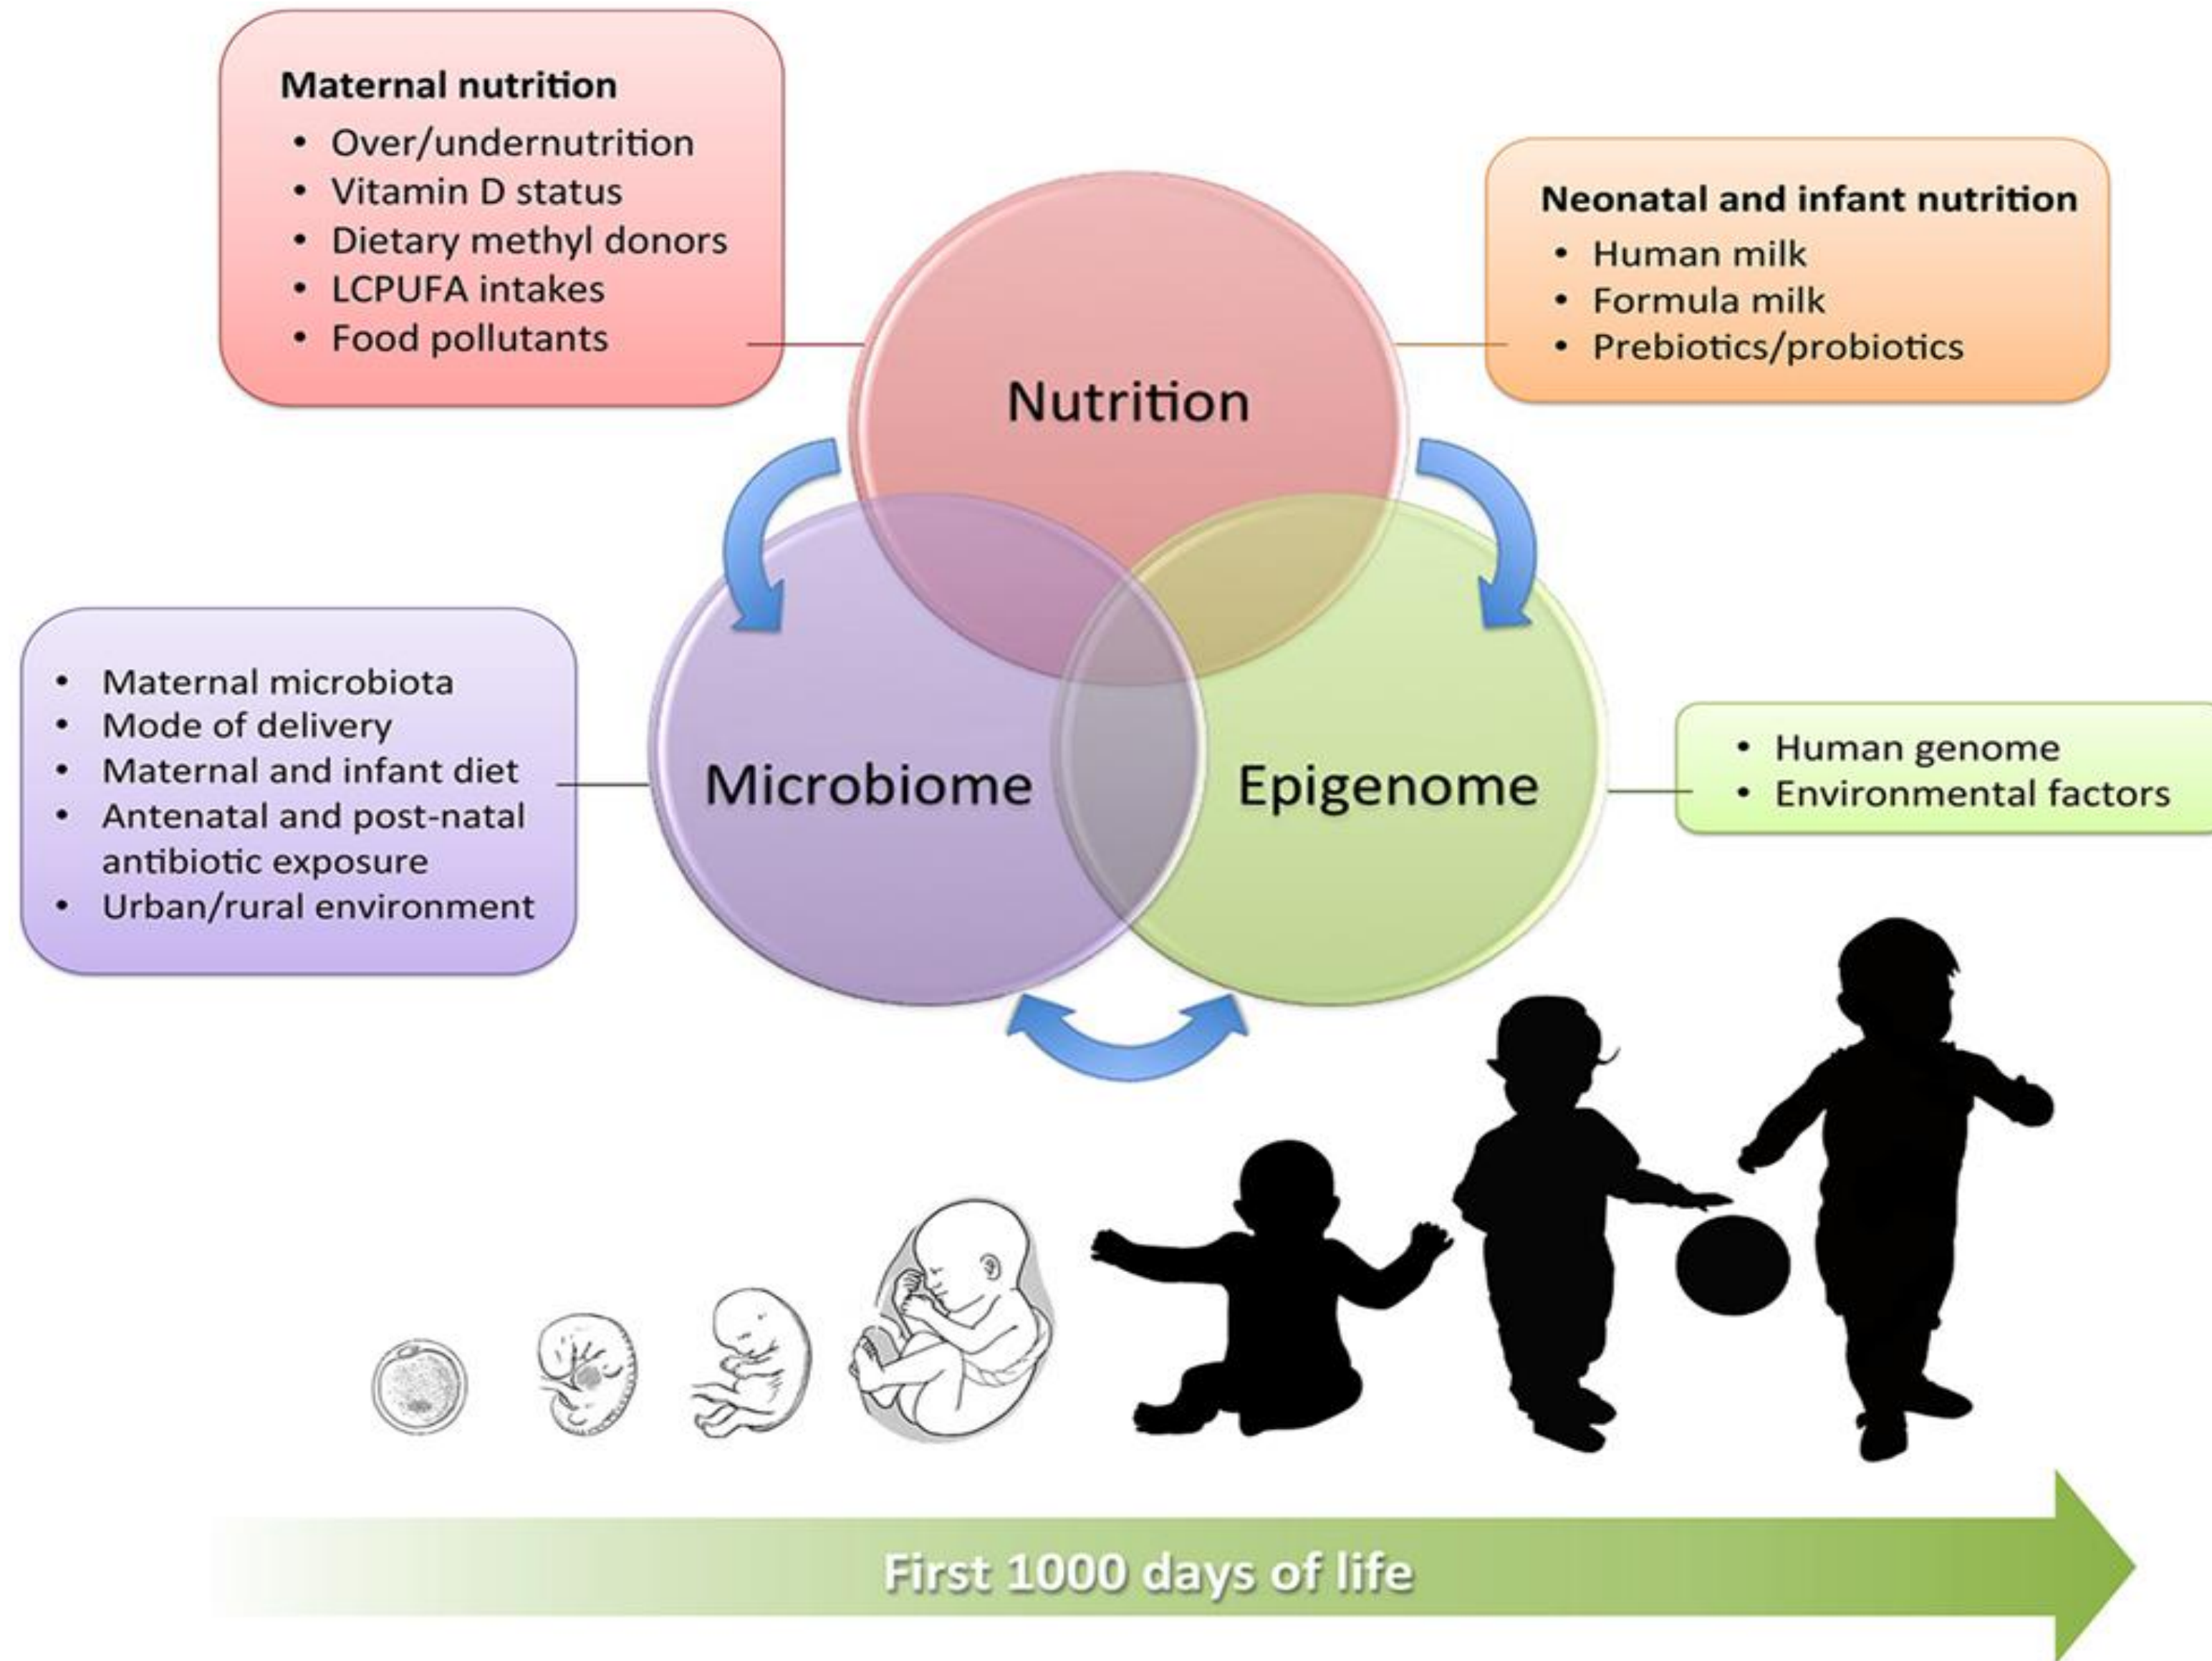 Maternal nutrition
• Over/undernutrition
• Vitamin D status
• Dietary methyl donors
• LCPUFA intakes
• Food pollutants
Neonatal and infant nutrition
• Human milk
• Formula milk
• Prebiotics/probiotics
Nutrition
• Maternal microbiota
• Mode of delivery
• Maternal and infant diet
• Antenatal and post-natal
antibiotic exposure
• Urban/rural environment
Microbiome
Epigenome
• Human genome
• Environmental factors
First 1000 days of life